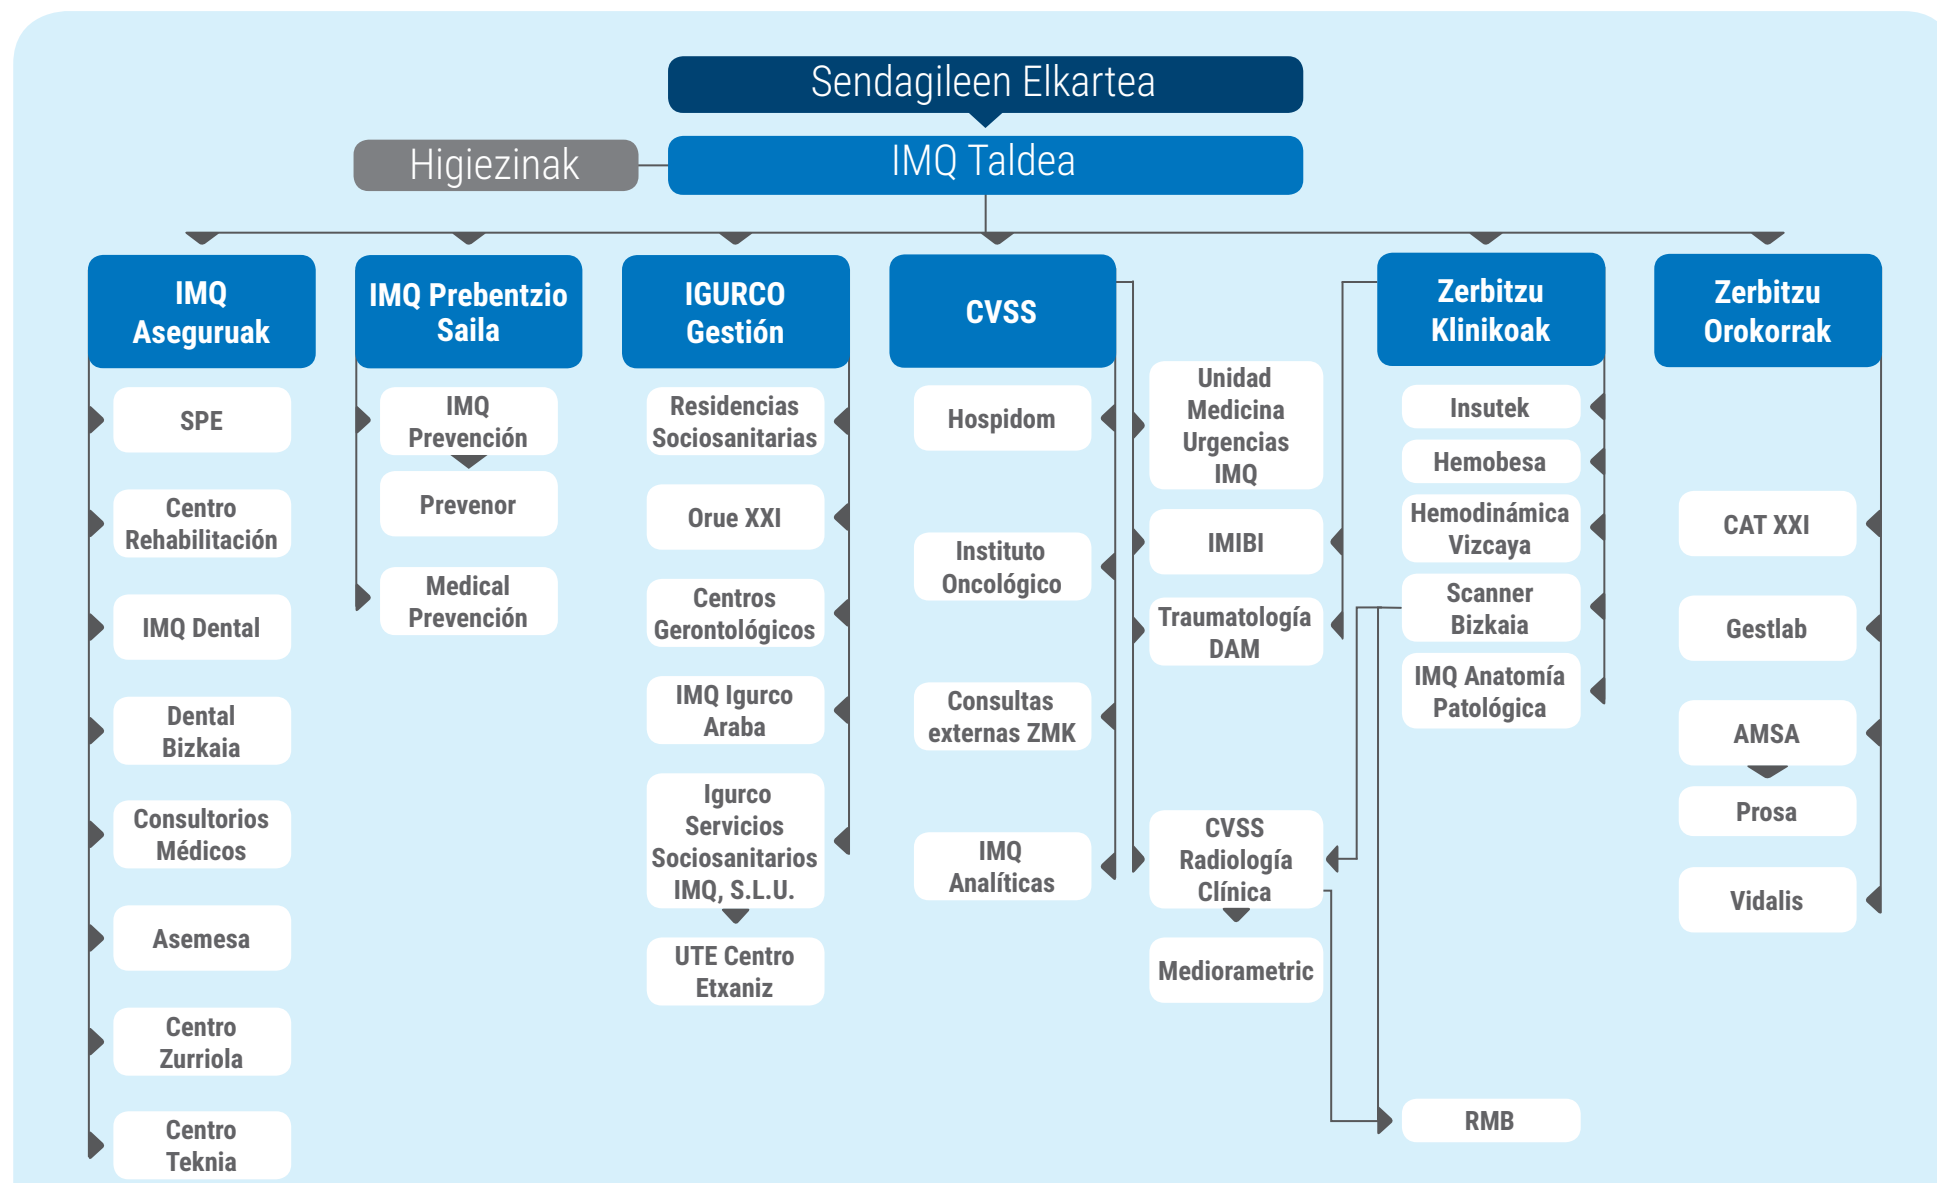 Sendagileen Elkartea
Higiezinak
IMQ Taldea
IMQ
Aseguruak
SPE
Centro
Rehabilitación
IMQ Dental
Dental
Bizkaia
Consultorios
Médicos
Asemesa
Centro
Zurriola
Centro
Teknia
IMQ Prebentzio
Saila
IMQ
Prevención
Prevenor
Medical
Prevención
IGURCO
Gestión
Residencias
Sociosanitarias
Orue XXI
Centros
Gerontológicos
IMQ Igurco
Araba
Igurco
Servicios
Sociosanitarios
IMQ, S.L.U.
UTE Centro
Etxaniz
CVSS
Hospidom
Instituto
Oncológico
Consultas
externas ZMK
IMQ
Analíticas
Unidad
Medicina
Urgencias
IMQ
IMIBI
Traumatología
DAM
CVSS
Radiología
Clínica
Mediorametric
Zerbitzu
Klinikoak
Insutek
Hemobesa
Hemodinámica
Vizcaya
Scanner
Bizkaia
IMQ Anatomía
Patológica
RMB
Zerbitzu
Orokorrak
CAT XXI
Gestlab
AMSA
Prosa
Vidalis